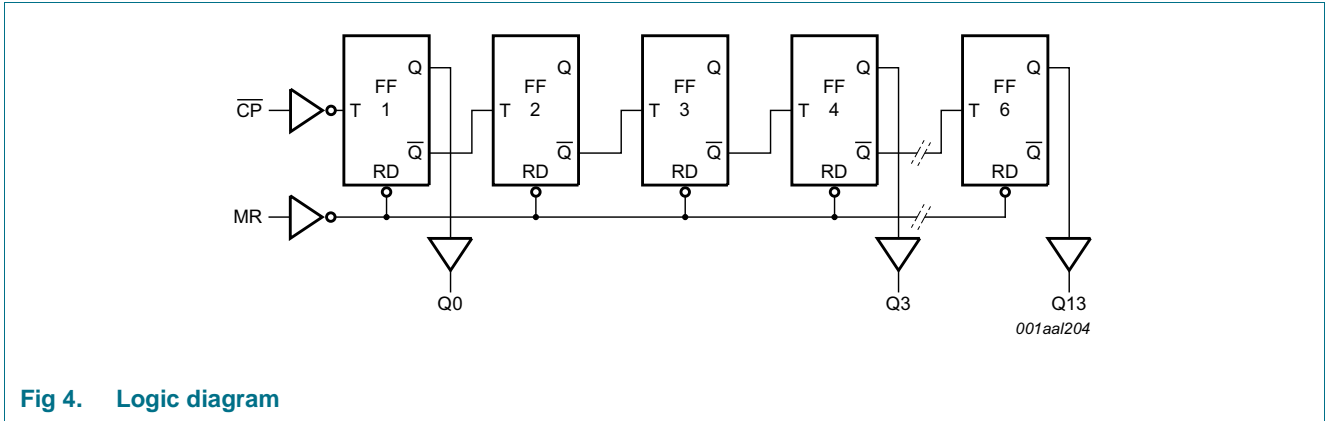 Q Q Q Q Q
FF FF FF FF FF
C̅P̅ T 1 T 2 T 3 T 4 T 6
Q̅ Q̅ Q̅ Q̅ Q̅
RD RD RD RD RD
MR
Q0 Q3 Q13
001aal204
Fig 4. Logic diagram